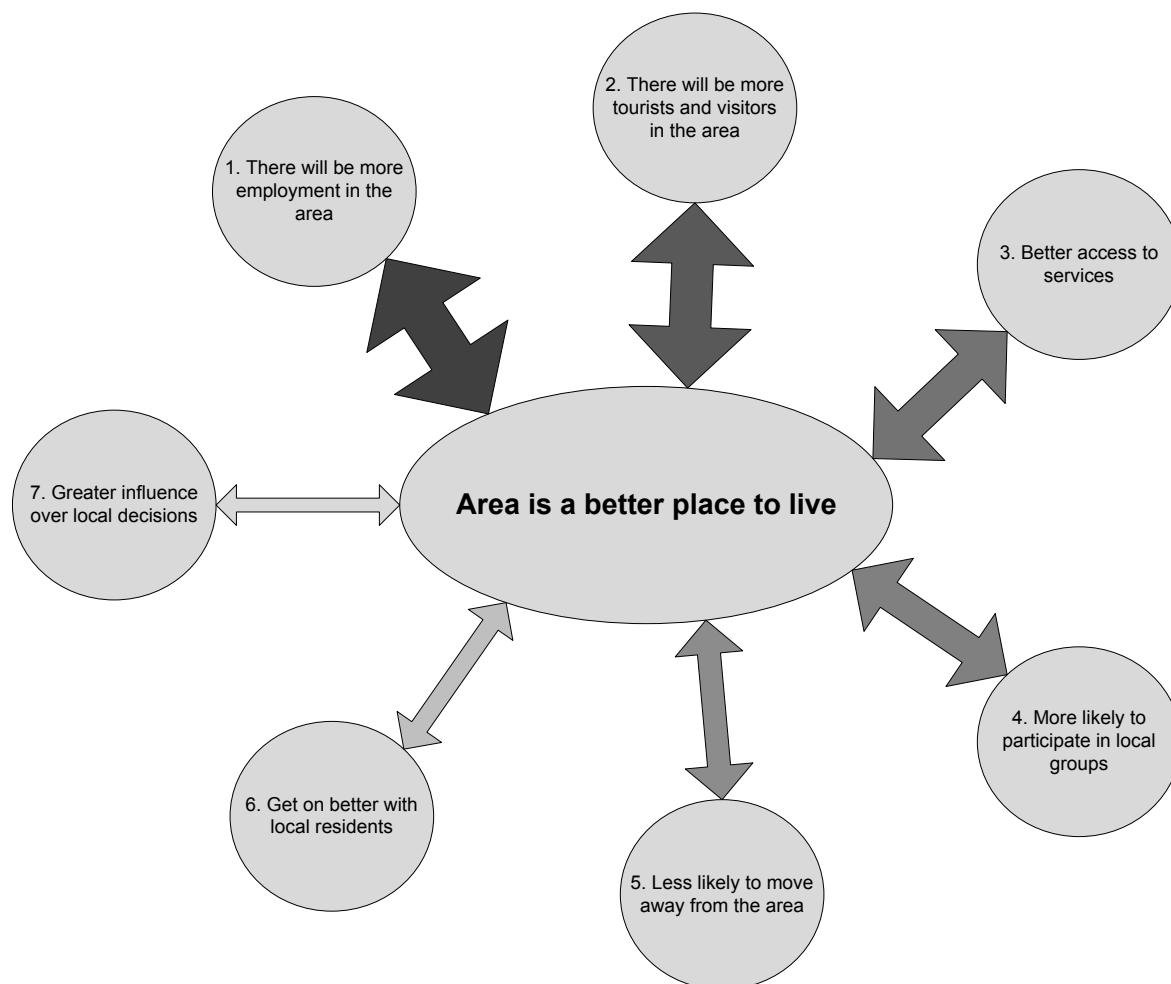 1. There will be more
employment in the
area
2. There will be more
tourists and visitors
in the area
3. Better access to
services
Area is a better place to live
7. Greater influence
over local decisions
4. More likely to
participate in local
groups
6. Get on better with
local residents
5. Less likely to move
away from the area